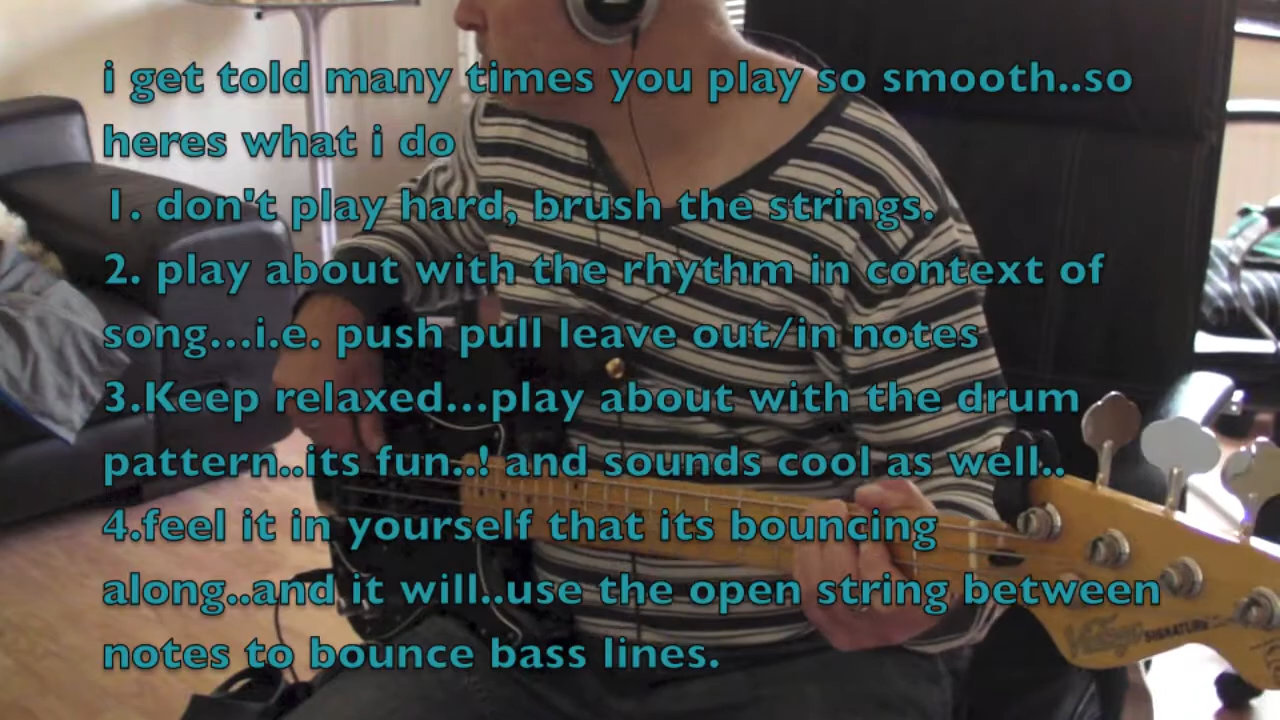 i get told many times you play so smooth..so
heres what i do
1. don't play hard, brush the strings.
2. play about with the rhythm in context of
song...i.e. push pull leave out/in notes
3.Keep relaxed...play about with the drum
pattern..its fun..! and sounds cool as well..
4.feel it in yourself that its bouncing
along..and it will..use the open string between
notes to bounce bass lines.
Vintage SIGNATURE